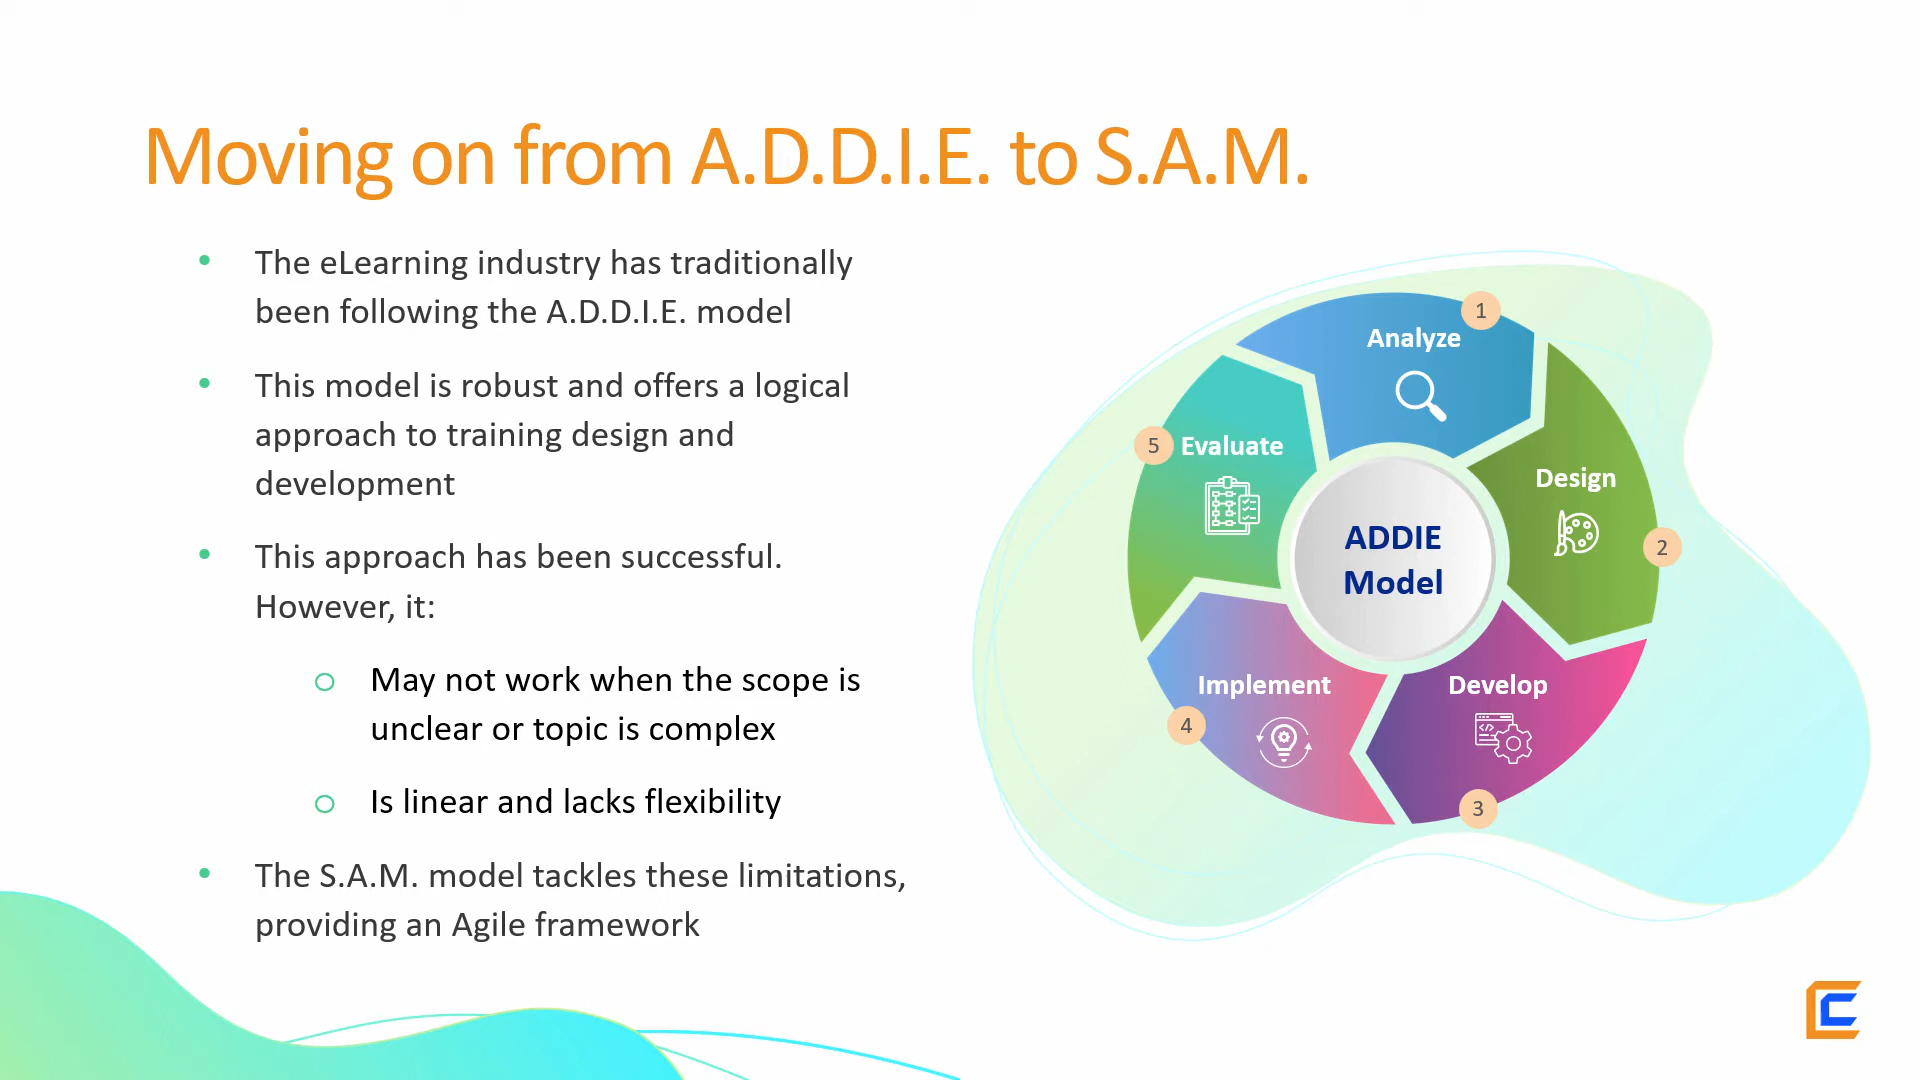 Moving on from A.D.D.I.E. to S.A.M.
• The eLearning industry has traditionally
been following the A.D.D.I.E. model
• This model is robust and offers a logical
approach to training design and
development
• This approach has been successful.
However, it:
o May not work when the scope is
unclear or topic is complex
o Is linear and lacks flexibility
• The S.A.M. model tackles these limitations,
providing an Agile framework
1
Analyze
Design
2
Develop
3
Implement
4
5 Evaluate
ADDIE
Model